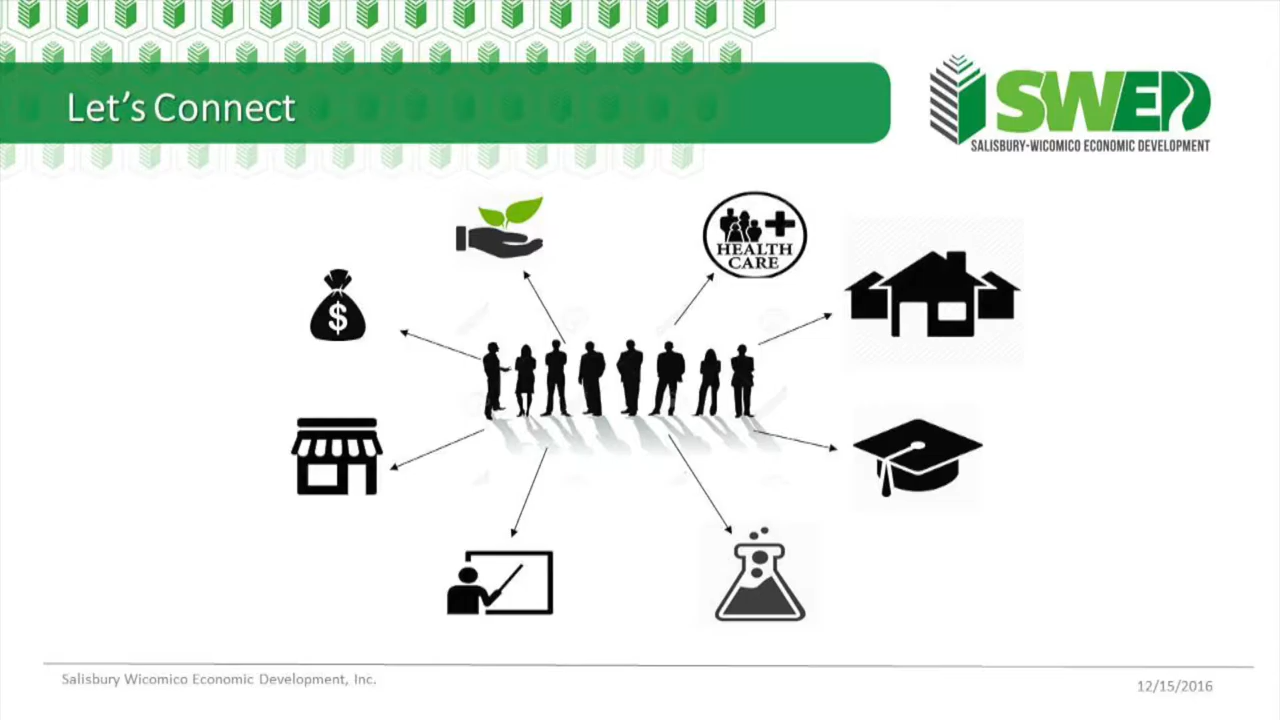 Let's Connect
SWED
SALISBURY-WICOMICO ECONOMIC DEVELOPMENT
HEALTH
CARE
$
Salisbury Wicomico Economic Development, Inc.
12/15/2016